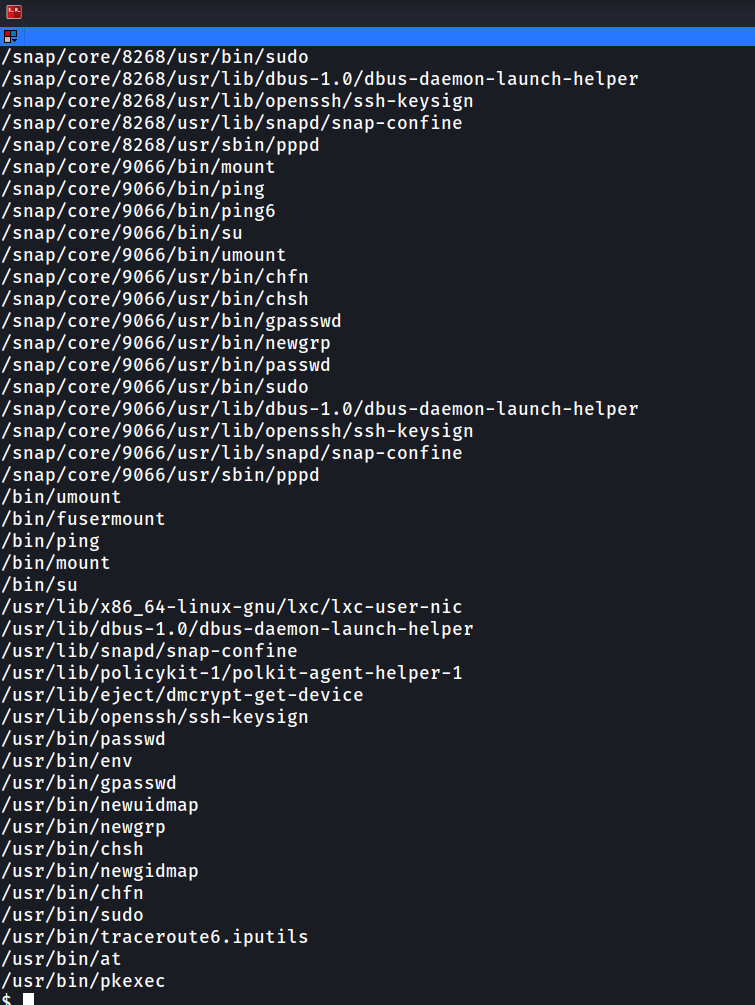 /snap/core/8268/usr/bin/sudo
/snap/core/8268/usr/lib/dbus-1.0/dbus-daemon-launch-helper
/snap/core/8268/usr/lib/openssh/ssh-keysign
/snap/core/8268/usr/lib/snapd/snap-confine
/snap/core/8268/usr/sbin/pppd
/snap/core/9066/bin/mount
/snap/core/9066/bin/ping
/snap/core/9066/bin/ping6
/snap/core/9066/bin/su
/snap/core/9066/bin/umount
/snap/core/9066/usr/bin/chfn
/snap/core/9066/usr/bin/chsh
/snap/core/9066/usr/bin/gpasswd
/snap/core/9066/usr/bin/newgrp
/snap/core/9066/usr/bin/passwd
/snap/core/9066/usr/bin/sudo
/snap/core/9066/usr/lib/dbus-1.0/dbus-daemon-launch-helper
/snap/core/9066/usr/lib/openssh/ssh-keysign
/snap/core/9066/usr/lib/snapd/snap-confine
/snap/core/9066/usr/sbin/pppd
/bin/umount
/bin/fusermount
/bin/ping
/bin/mount
/bin/su
/usr/lib/x86_64-linux-gnu/lxc/lxc-user-nic
/usr/lib/dbus-1.0/dbus-daemon-launch-helper
/usr/lib/snapd/snap-confine
/usr/lib/policykit-1/polkit-agent-helper-1
/usr/lib/eject/dmcrypt-get-device
/usr/lib/openssh/ssh-keysign
/usr/bin/passwd
/usr/bin/env
/usr/bin/gpasswd
/usr/bin/newuidmap
/usr/bin/newgrp
/usr/bin/chsh
/usr/bin/newgidmap
/usr/bin/chfn
/usr/bin/sudo
/usr/bin/traceroute6.iputils
/usr/bin/at
/usr/bin/pkexec
$